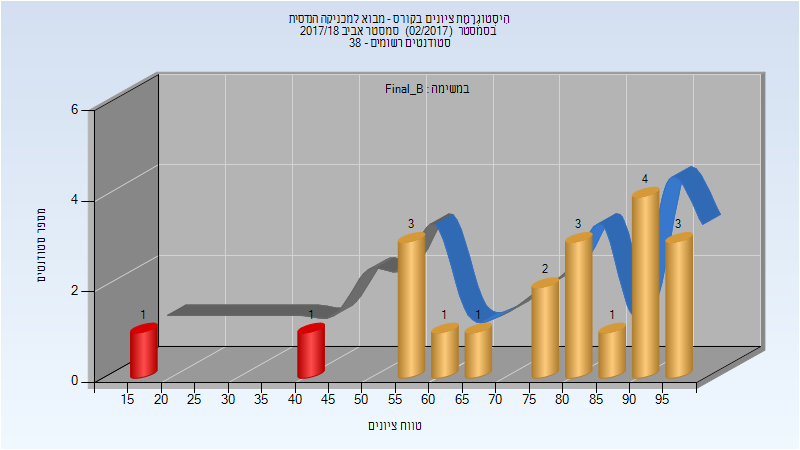 היסטוגרמת ציונים בקורס - מבוא למכניקה הנדסית
בסמסטר (02/2017) סמסטר אביב 2017/18
סטודנטים רשומים - 38
במשימה : Final_B
מספר סטודנטים
6
4
2
0
1 1 3 1 1 2 3 1 4 3
15 20 25 30 35 40 45 50 55 60 65 70 75 80 85 90 95
טווח ציונים